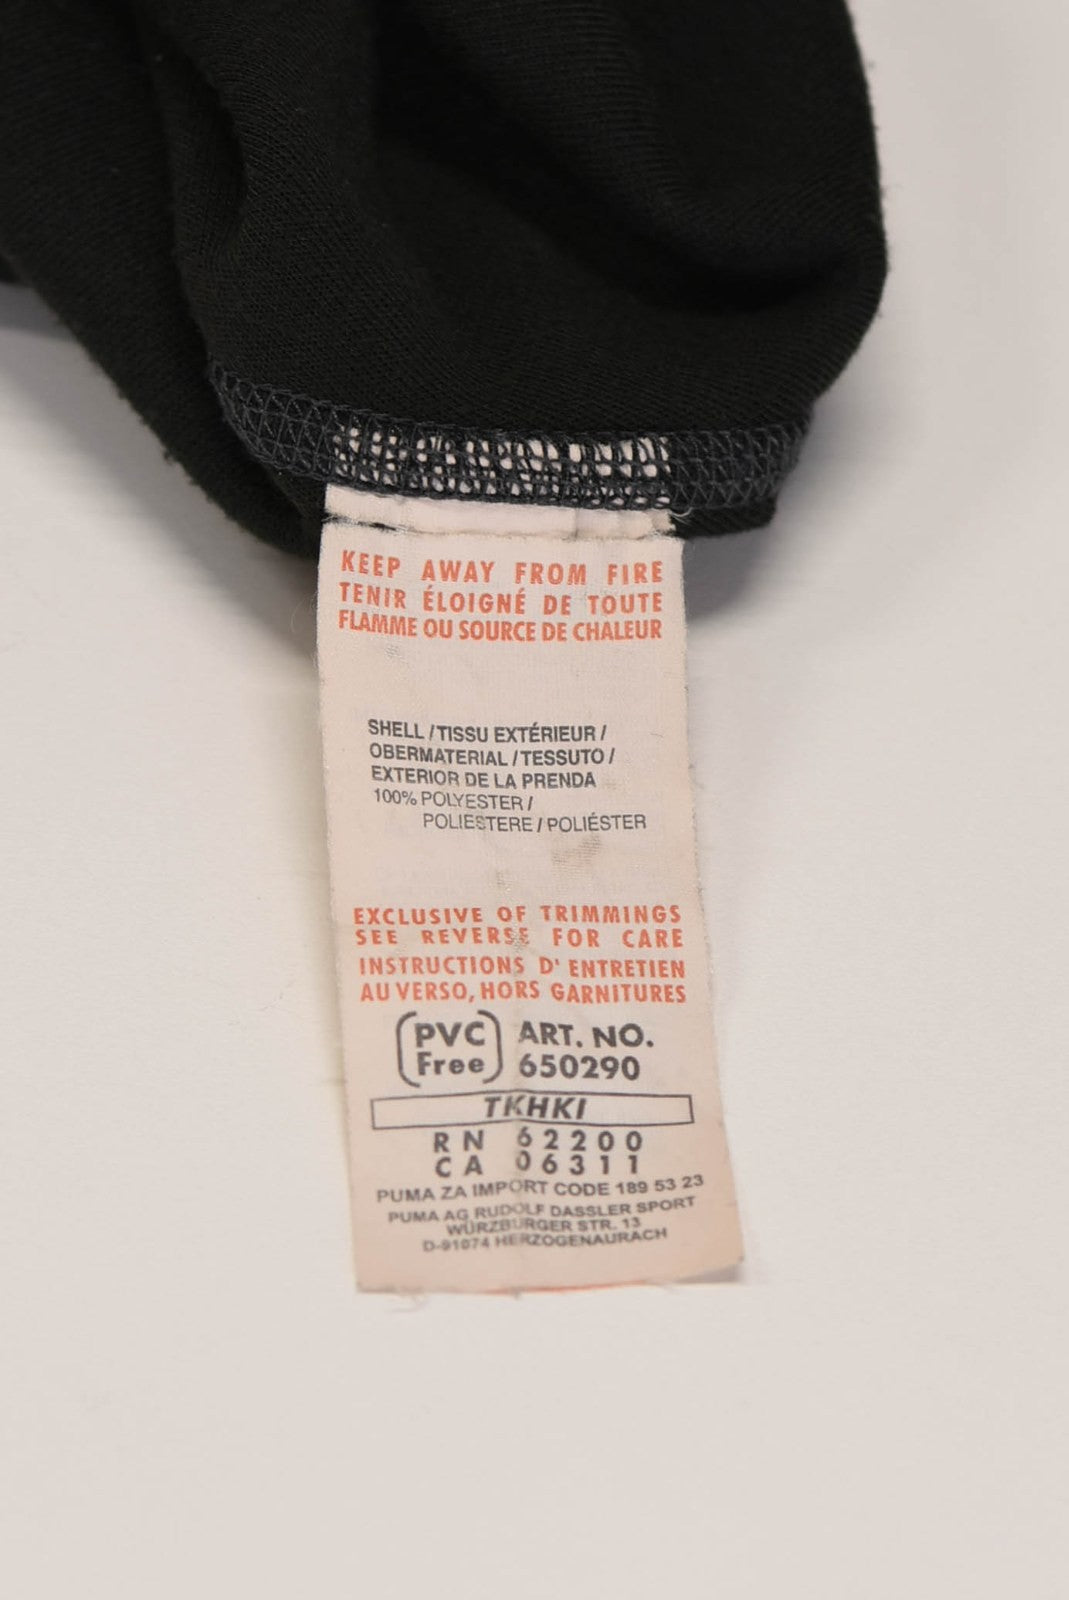 KEEP AWAY FROM FIRE
TENIR ÉLOIGNÉ DE TOUTE
FLAMME OU SOURCE DE CHALEUR
SHELL / TISSU EXTÉRIEUR /
OBERMATERIAL / TESSUTO /
EXTERIOR DE LA PRENDA
100% POLYESTER /
POLIESTERE / POLIÉSTER
EXCLUSIVE OF TRIMMINGS
SEE REVERSE FOR CARE
INSTRUCTIONS D' ENTRETIEN
AU VERSO, HORS GARNITURES
PVC ART. NO.
Free 650290
TKHKI
RN 62200
CA 06311
PUMA ZA IMPORT CODE 189 53 23
PUMA AG RUDOLF DASSLER SPORT
WÜRZBURGER STR. 13
D-91074 HERZOGENAURACH